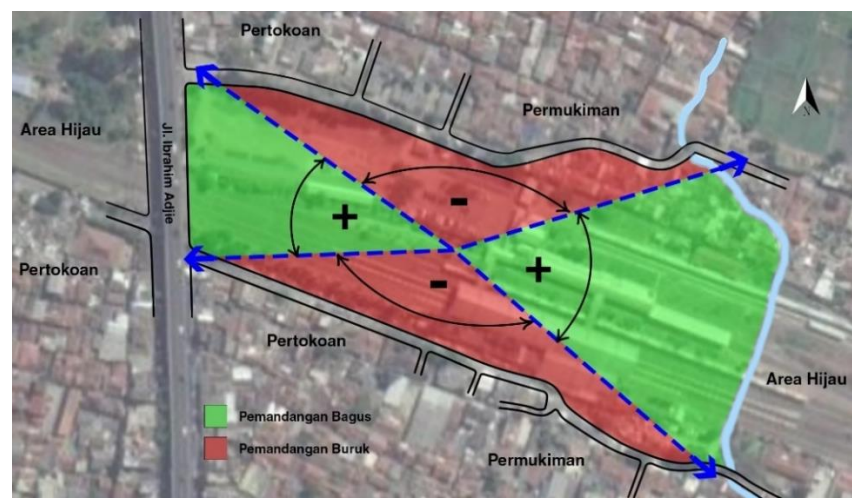 Pertokoan
Permukiman
Area Hijau
Jl. Ibrahim Adjie
N
+
-
+
-
Pertokoan
Pertokoan
Area Hijau
Pemandangan Bagus
Pemandangan Buruk
Permukiman